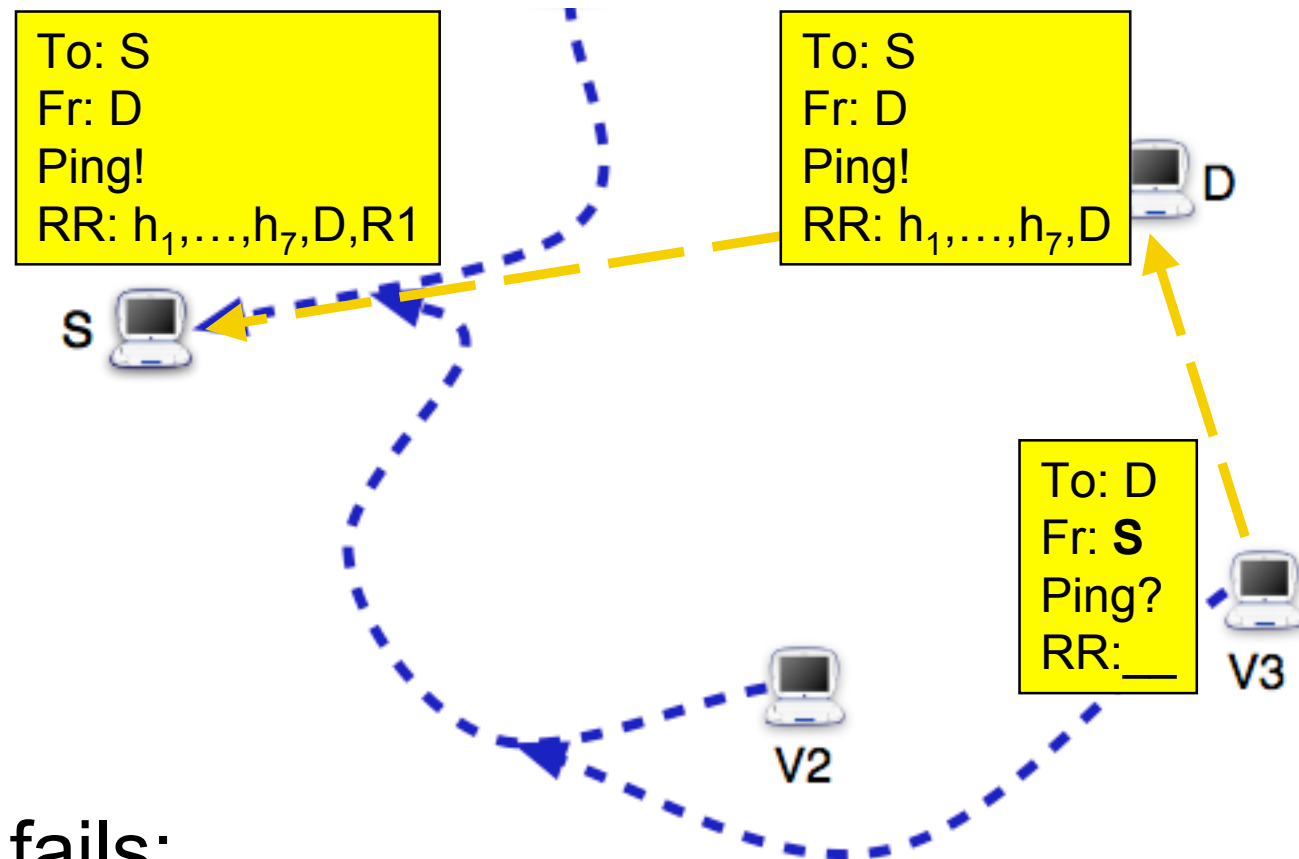 To: S
Fr: D
Ping!
RR: h₁,…,h₇,D,R1
To: S
Fr: D
Ping!
RR: h₁,…,h₇,D
D
S
To: D
Fr: S
Ping?
RR:__
V3
V2
fails: